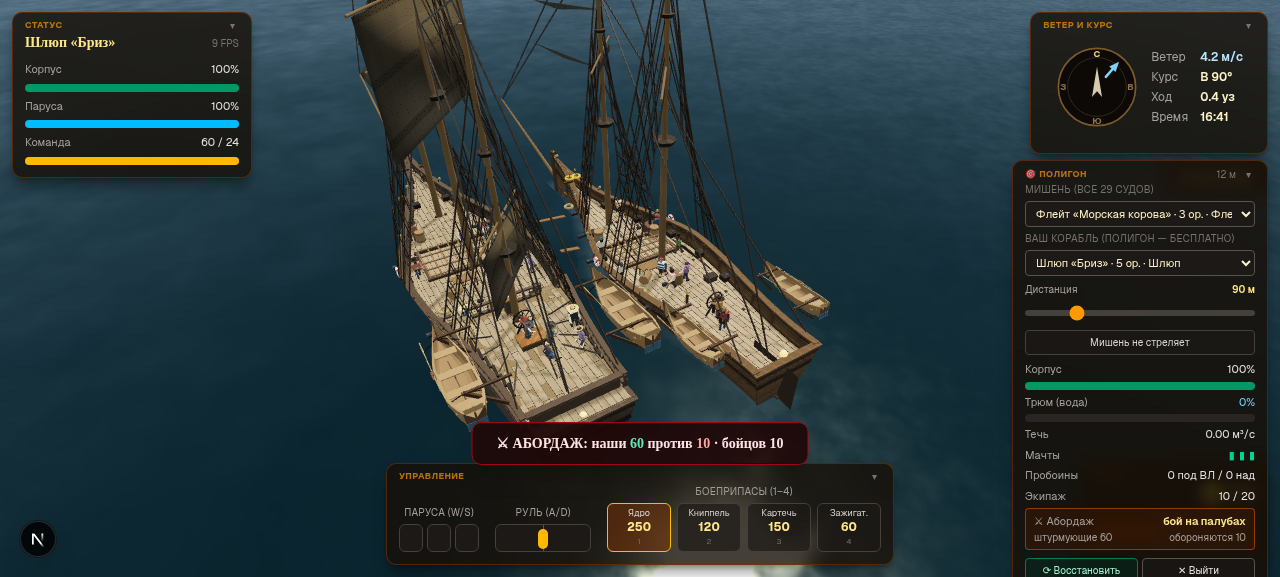 СТАТУС
Шлюп «Бриз» 9 FPS
Корпус 100%
Паруса 100%
Команда 60 / 24
ВЕТЕР И КУРС
С
З
В
Ю
Ветер 4.2 м/с
Курс В 90°
Ход 0.4 уз
Время 16:41
ПОЛИГОН 12 м
МИШЕНЬ (ВСЕ 29 СУДОВ)
Флейт «Морская корова» · 3 ор. · Фле
ВАШ КОРАБЛЬ (ПОЛИГОН — БЕСПЛАТНО)
Шлюп «Бриз» · 5 ор. · Шлюп
Дистанция 90 м
Мишень не стреляет
Корпус 100%
Трюм (вода) 0%
Течь 0.00 м³/с
Мачты
Пробоины 0 под ВЛ / 0 над
Экипаж 10 / 20
⚔ Абордаж бой на палубах
штурмующие 60 обороняются 10
⟳ Восстановить ✕ Выйти
⚔ АБОРДАЖ: наши 60 против 10 · бойцов 10
УПРАВЛЕНИЕ
БОЕПРИПАСЫ (1–4)
ПАРУСА (W/S) РУЛЬ (A/D)
Ядро Книппель Картечь Зажигат.
250 120 150 60
1 2 3 4
N